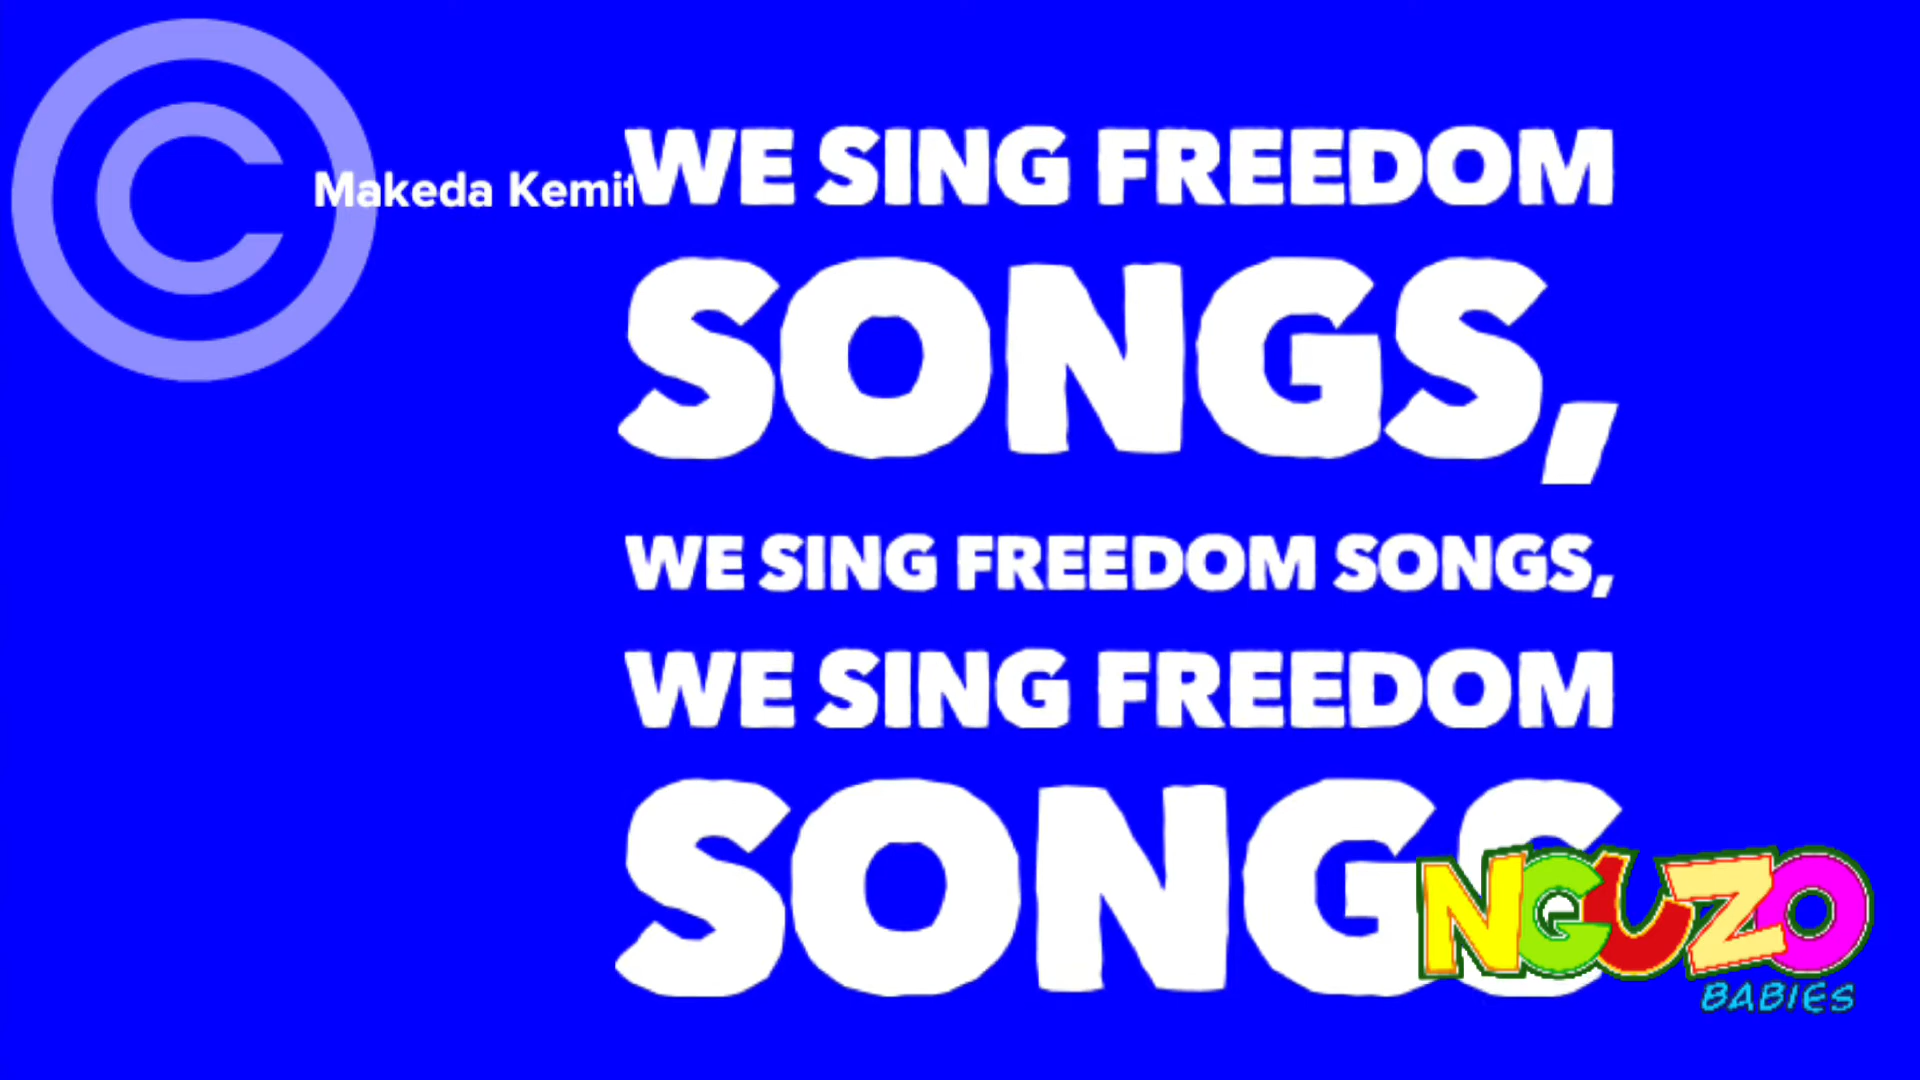 ©
Makeda Kemit
WE SING FREEDOM
SONGS,
WE SING FREEDOM SONGS,
WE SING FREEDOM
SONGS
NGUZO
BABIES